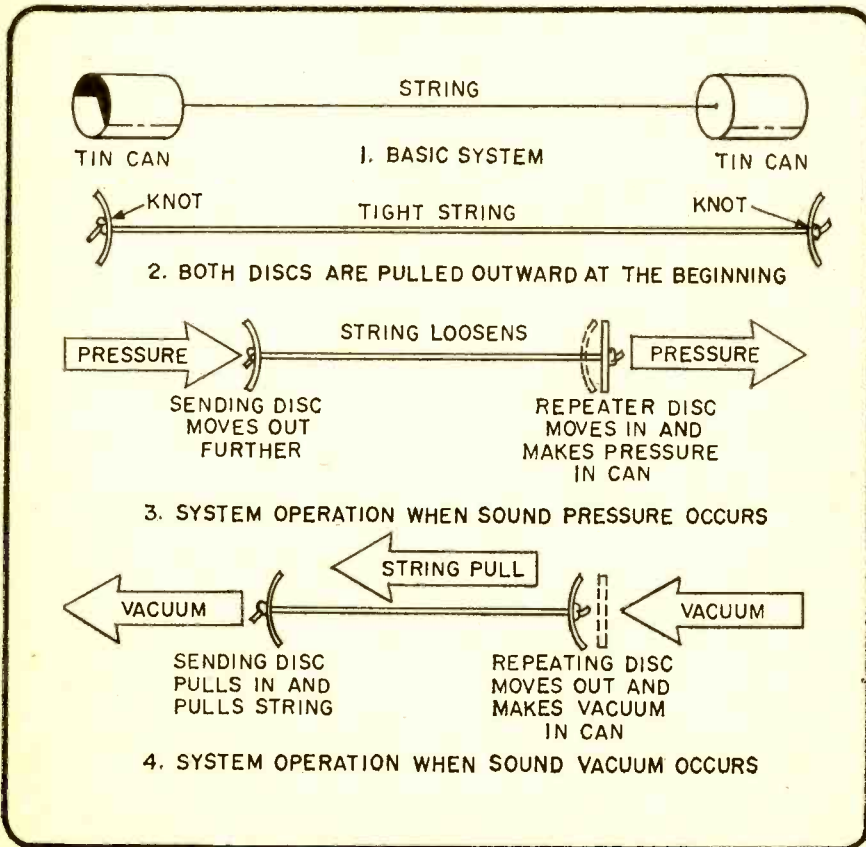 STRING
TIN CAN
1. BASIC SYSTEM
TIN CAN
KNOT
TIGHT STRING
KNOT
2. BOTH DISCS ARE PULLED OUTWARD AT THE BEGINNING
PRESSURE
STRING LOOSENS
PRESSURE
SENDING DISC
MOVES OUT
FURTHER
REPEATER DISC
MOVES IN AND
MAKES PRESSURE
IN CAN
3. SYSTEM OPERATION WHEN SOUND PRESSURE OCCURS
STRING PULL
VACUUM
VACUUM
SENDING DISC
PULLS IN AND
PULLS STRING
REPEATING DISC
MOVES OUT AND
MAKES VACUUM
IN CAN
4. SYSTEM OPERATION WHEN SOUND VACUUM OCCURS